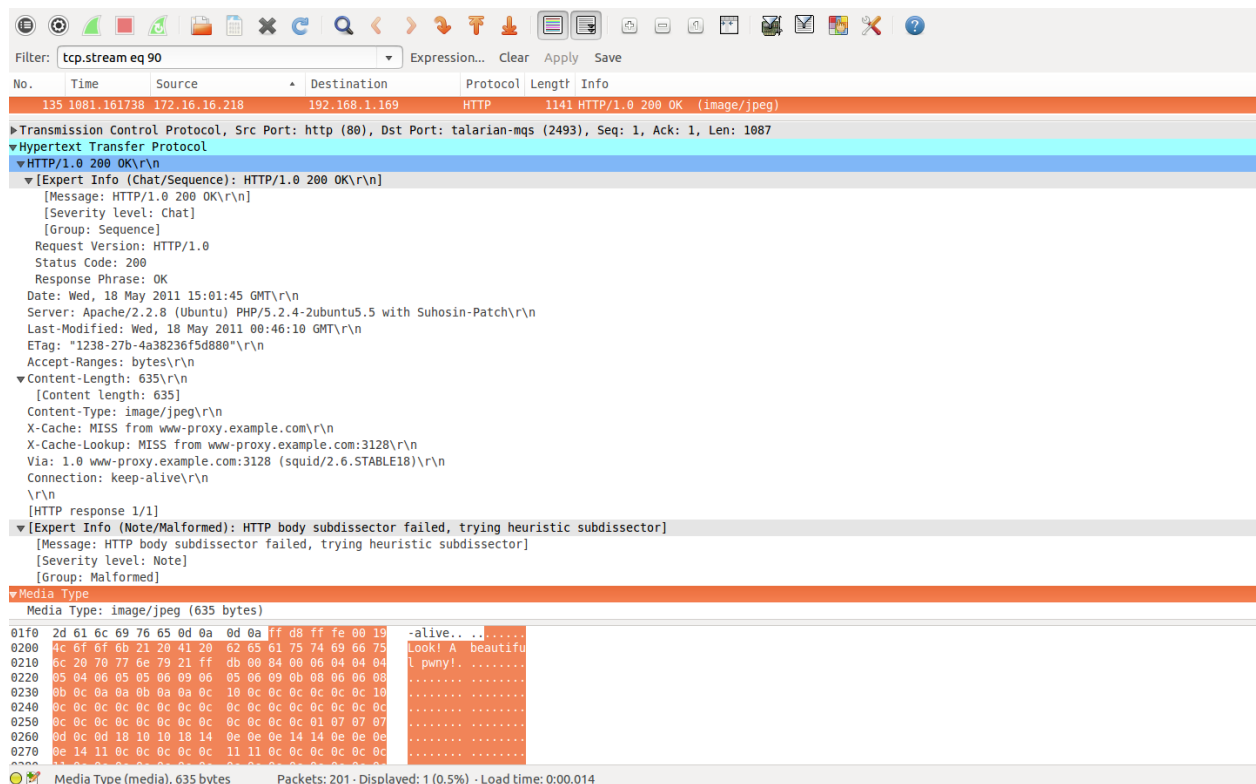 Filter: tcp.stream eq 90 Expression... Clear Apply Save
No. Time Source Destination Protocol Length Info
135 1081.161738 172.16.16.218 192.168.1.169 HTTP 1141 HTTP/1.0 200 OK (image/jpeg)
Transmission Control Protocol, Src Port: http (80), Dst Port: talarian-mqs (2493), Seq: 1, Ack: 1, Len: 1087
Hypertext Transfer Protocol
HTTP/1.0 200 OK\r\n
[Expert Info (Chat/Sequence): HTTP/1.0 200 OK\r\n]
[Message: HTTP/1.0 200 OK\r\n]
[Severity level: Chat]
[Group: Sequence]
Request Version: HTTP/1.0
Status Code: 200
Response Phrase: OK
Date: Wed, 18 May 2011 15:01:45 GMT\r\n
Server: Apache/2.2.8 (Ubuntu) PHP/5.2.4-2ubuntu5.5 with Suhosin-Patch\r\n
Last-Modified: Wed, 18 May 2011 00:46:10 GMT\r\n
ETag: "1238-27b-4a38236f5d880"\r\n
Accept-Ranges: bytes\r\n
Content-Length: 635\r\n
[Content length: 635]
Content-Type: image/jpeg\r\n
X-Cache: MISS from www-proxy.example.com\r\n
X-Cache-Lookup: MISS from www-proxy.example.com:3128\r\n
Via: 1.0 www-proxy.example.com:3128 (squid/2.6.STABLE18)\r\n
Connection: keep-alive\r\n
\r\n
[HTTP response 1/1]
[Expert Info (Note/Malformed): HTTP body subdissector failed, trying heuristic subdissector]
[Message: HTTP body subdissector failed, trying heuristic subdissector]
[Severity level: Note]
[Group: Malformed]
Media Type
Media Type: image/jpeg (635 bytes)
01f0 2d 61 6c 69 76 65 0d 0a 0d 0a ff d8 ff fe 00 19 -alive.. ........
0200 4c 6f 6f 6b 21 20 41 20 62 65 61 75 74 69 66 75 Look! A beautifu
0210 6c 20 70 77 6e 79 21 ff db 00 84 00 06 04 04 04 l pwny!. ........
0220 05 04 06 05 05 06 09 06 05 06 09 0b 08 06 06 08 ........ ........
0230 0b 0c 0a 0a 0b 0a 0a 0c 10 0c 0c 0c 0c 0c 0c 10 ........ ........
0240 0c 0c 0c 0c 0c 0c 0c 0c 0c 0c 0c 0c 0c 0c 0c 0c ........ ........
0250 0c 0c 0c 0c 0c 0c 0c 0c 0c 0c 0c 0c 01 07 07 07 ........ ........
0260 0d 0c 0d 18 10 10 18 14 0e 0e 0e 14 14 0e 0e 0e ........ ........
0270 0e 14 11 0c 0c 0c 0c 0c 11 11 0c 0c 0c 0c 0c 0c ........ ........
Media Type (media), 635 bytes Packets: 201 · Displayed: 1 (0.5%) · Load time: 0:00.014